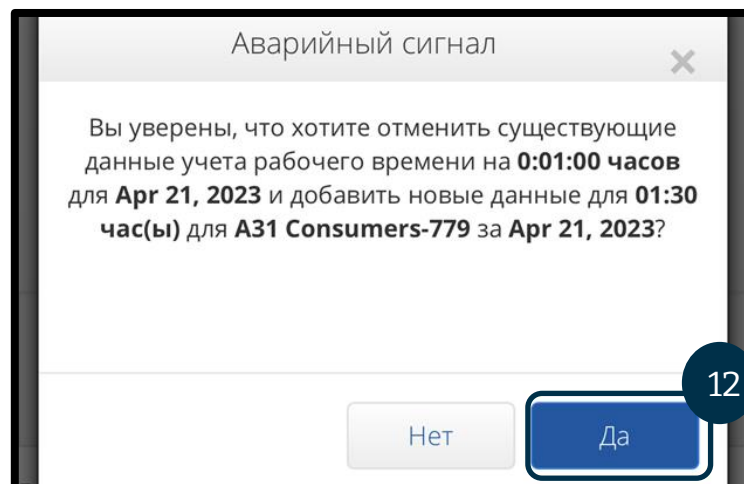 Аварийный сигнал
×
Вы уверены, что хотите отменить существующие
данные учета рабочего времени на 0:01:00 часов
для Apr 21, 2023 и добавить новые данные для 01:30
час(ы) для A31 Consumers-779 за Apr 21, 2023?
12
Нет Да